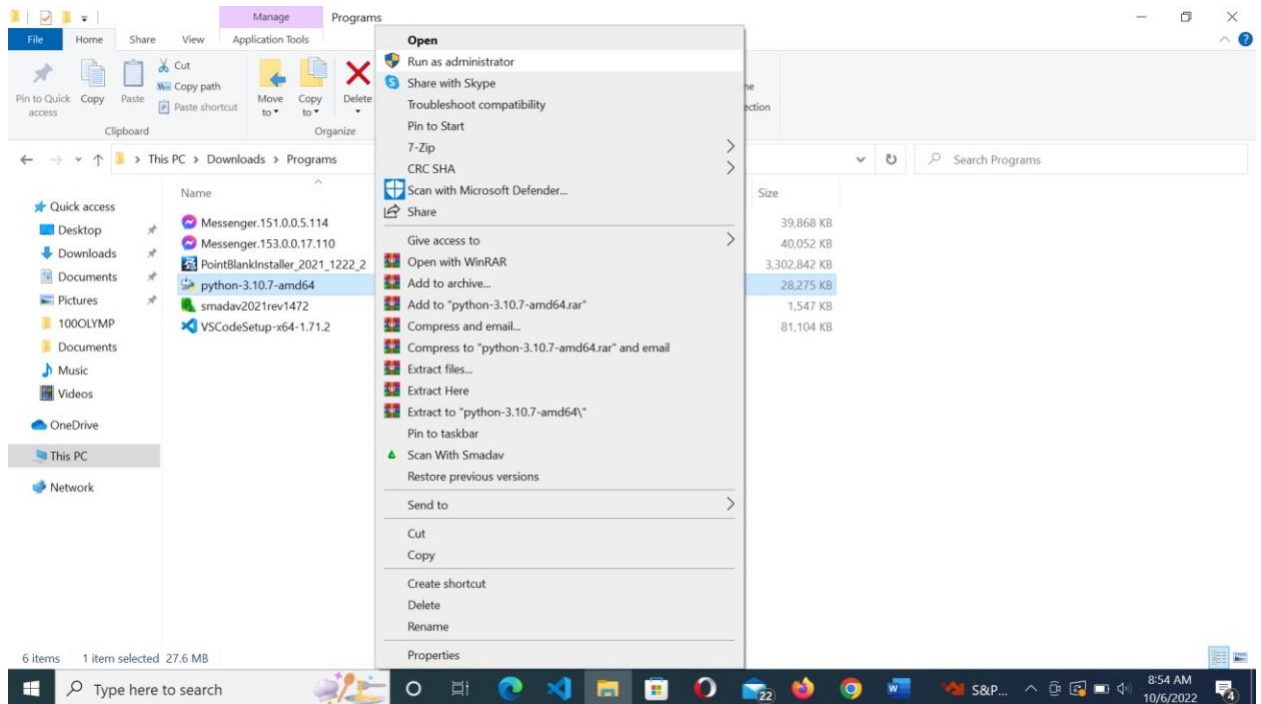 Manage
Programs
File
Home
Share
View
Application Tools
Pin to Quick access
Copy
Paste
Cut
Copy path
Paste shortcut
Move to
Copy to
Delete
Clipboard
Organize
This PC > Downloads > Programs
Search Programs
Quick access
Desktop
Downloads
Documents
Pictures
100OLYMP
Documents
Music
Videos
OneDrive
This PC
Network
Name
Size
Messenger.151.0.0.5.114
39,868 KB
Messenger.153.0.0.17.110
40,052 KB
PointBlankInstaller_2021_1222_2
3,302,842 KB
python-3.10.7-amd64
28,275 KB
smadav2021rev1472
1,547 KB
VSCodeSetup-x64-1.71.2
81,104 KB
Open
Run as administrator
Share with Skype
Troubleshoot compatibility
Pin to Start
7-Zip
CRC SHA
Scan with Microsoft Defender...
Share
Give access to
Open with WinRAR
Add to archive...
Add to "python-3.10.7-amd64.rar"
Compress and email...
Compress to "python-3.10.7-amd64.rar" and email
Extract files...
Extract Here
Extract to "python-3.10.7-amd64\"
Pin to taskbar
Scan With Smadav
Restore previous versions
Send to
Cut
Copy
Create shortcut
Delete
Rename
Properties
6 items
1 item selected 27.6 MB
Type here to search
22
S&P...
8:54 AM
10/6/2022
4